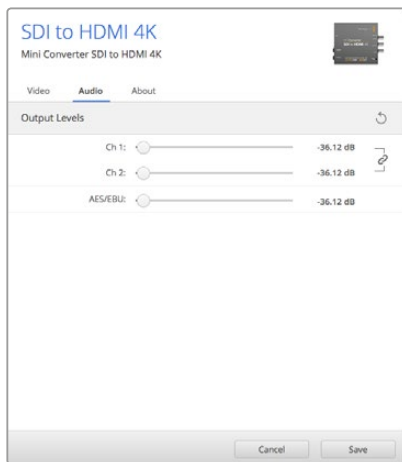 SDI to HDMI 4K
Mini Converter SDI to HDMI 4K
Video Audio About
Output Levels
Ch 1: -36.12 dB
Ch 2: -36.12 dB
AES/EBU: -36.12 dB
Cancel Save